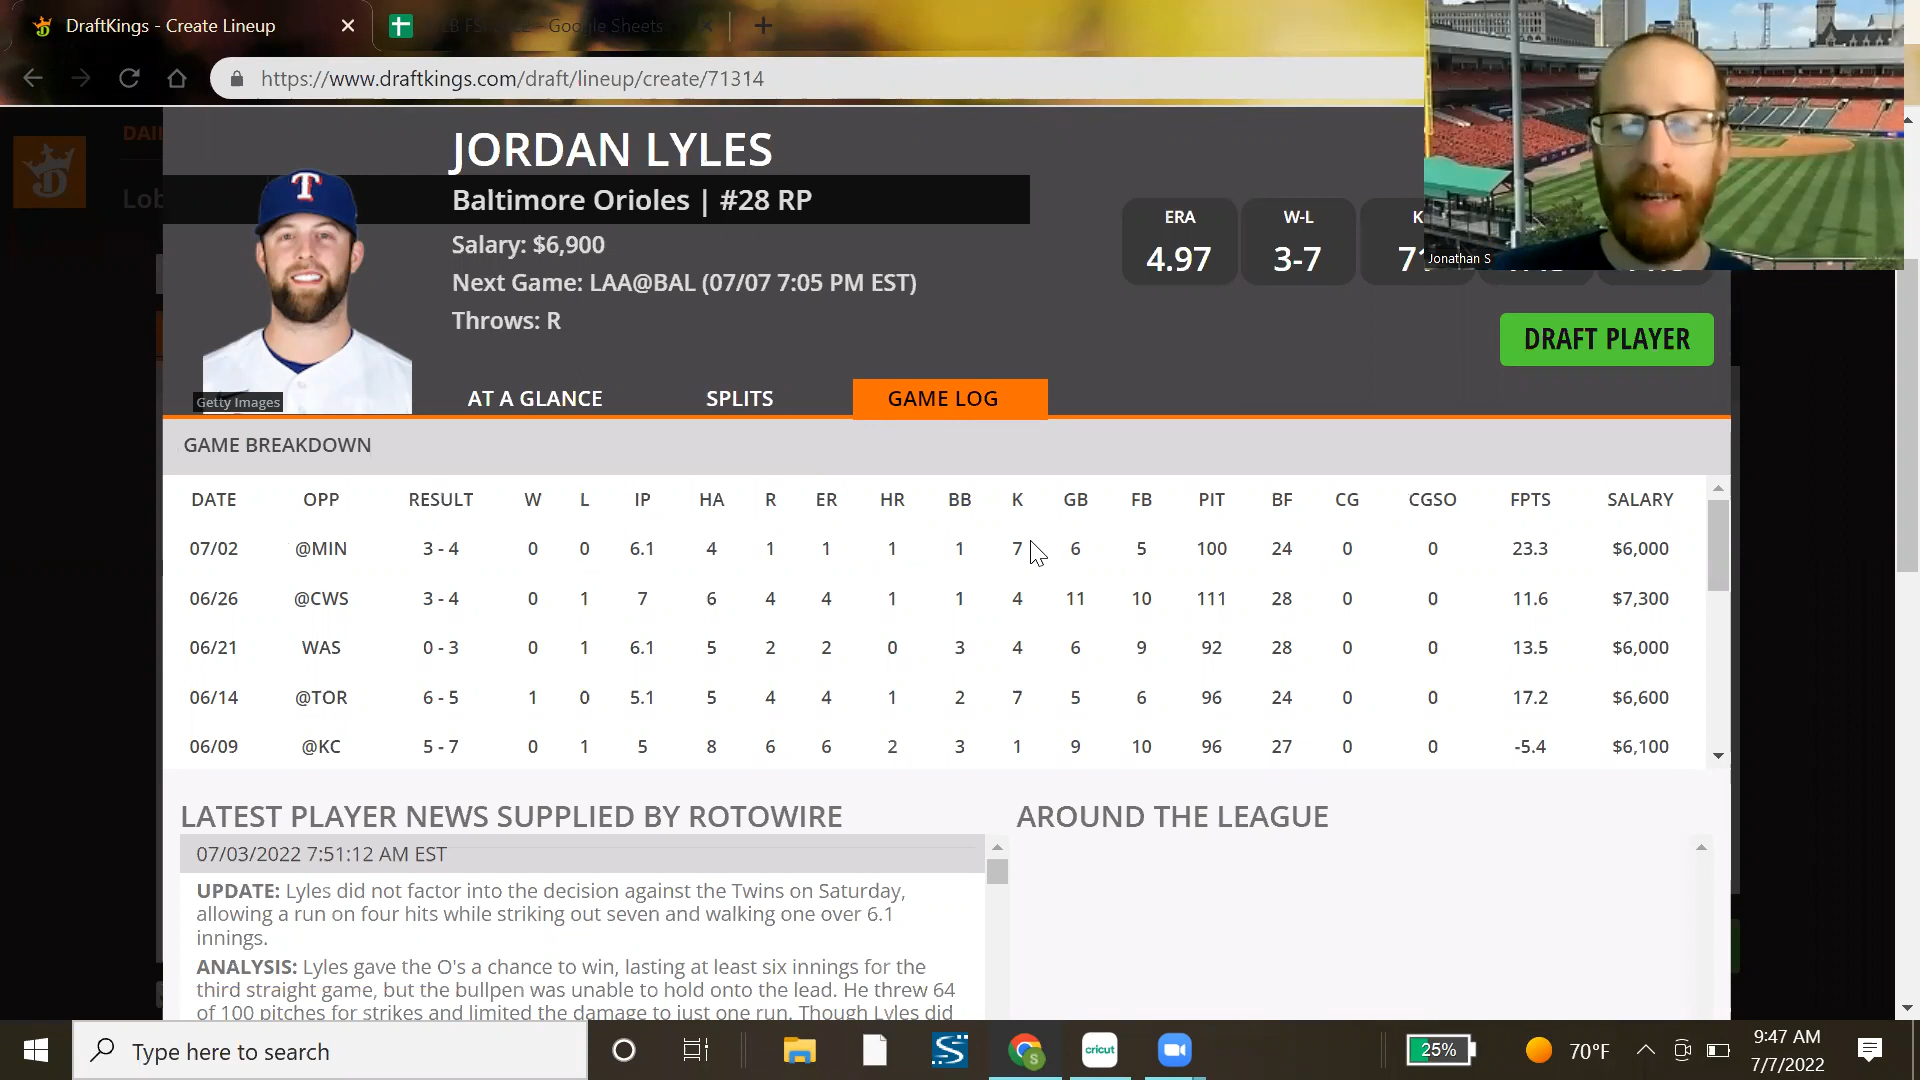 DraftKings - Create Lineup
Google Sheets
https://www.draftkings.com/draft/lineup/create/71314
JORDAN LYLES
Baltimore Orioles | #28 RP
Salary: $6,900
Next Game: LAA@BAL (07/07 7:05 PM EST)
Throws: R
T
Getty Images
ERA W-L K
4.97 3-7
Jonathan S
DRAFT PLAYER
AT A GLANCE SPLITS GAME LOG
GAME BREAKDOWN
DATE OPP RESULT W L IP HA R ER HR BB K GB FB PIT BF CG CGSO FPTS SALARY
07/02 @MIN 3 - 4 0 0 6.1 4 1 1 1 1 7 6 5 100 24 0 0 23.3 $6,000
06/26 @CWS 3 - 4 0 1 7 6 4 4 1 1 4 11 10 111 28 0 0 11.6 $7,300
06/21 WAS 0 - 3 0 1 6.1 5 2 2 0 3 4 6 9 92 28 0 0 13.5 $6,000
06/14 @TOR 6 - 5 1 0 5.1 5 4 4 1 2 7 5 6 96 24 0 0 17.2 $6,600
06/09 @KC 5 - 7 0 1 5 8 6 6 2 3 1 9 10 96 27 0 0 -5.4 $6,100
LATEST PLAYER NEWS SUPPLIED BY ROTOWIRE
AROUND THE LEAGUE
07/03/2022 7:51:12 AM EST
UPDATE: Lyles did not factor into the decision against the Twins on Saturday,
allowing a run on four hits while striking out seven and walking one over 6.1
innings.
ANALYSIS: Lyles gave the O's a chance to win, lasting at least six innings for the
third straight game, but the bullpen was unable to hold onto the lead. He threw 64
of 100 pitches for strikes and limited the damage to just one run. Though Lyles did
Type here to search
cricut
25%
70°F
9:47 AM
7/7/2022